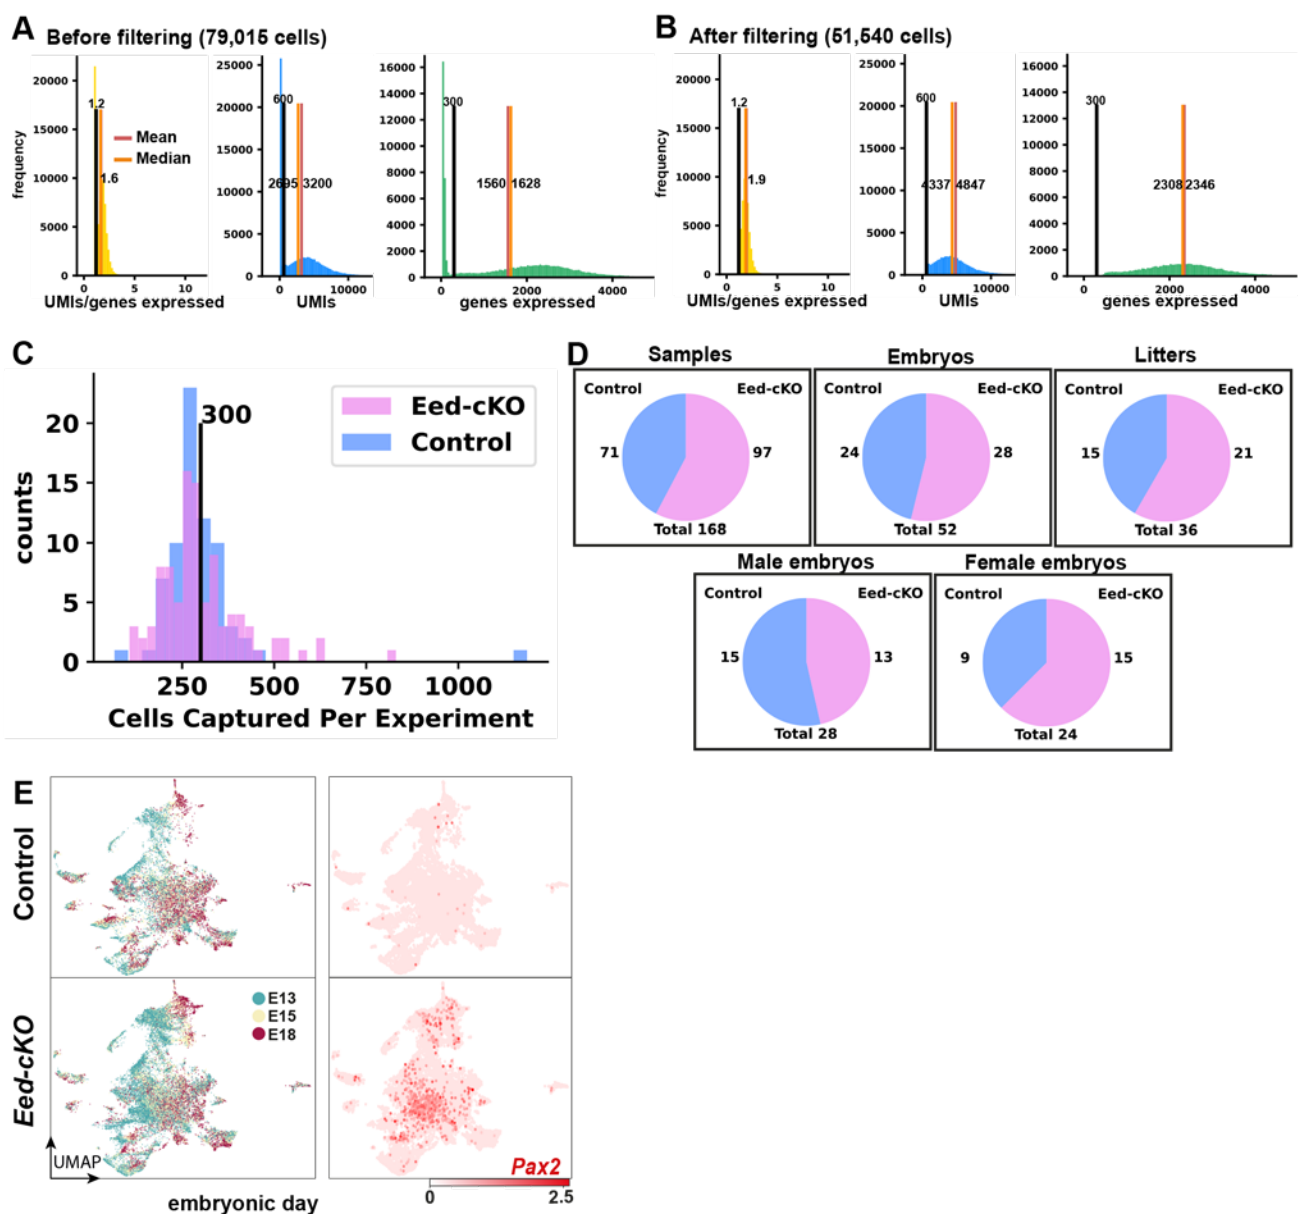 A
Before filtering (79,015 cells)
20000
15000
10000
5000
0
frequency
1.2
1.6
Mean
Median
0
5
10
UMIs/genes expressed
25000
20000
15000
10000
5000
0
600
2695
3200
0
10000
UMIs
16000
14000
12000
10000
8000
6000
4000
2000
0
300
1560
1628
0
2000
4000
genes expressed
B
After filtering (51,540 cells)
20000
15000
10000
5000
0
frequency
1.2
1.9
0
5
10
UMIs/genes expressed
25000
20000
15000
10000
5000
0
600
4337
4847
0
10000
UMIs
16000
14000
12000
10000
8000
6000
4000
2000
0
300
2308
2346
0
2000
4000
genes expressed
C
20
15
10
5
0
counts
300
Eed-cKO
Control
250
500
750
1000
Cells Captured Per Experiment
D
Samples
Control
Eed-cKO
71
97
Total 168
Embryos
Control
Eed-cKO
24
28
Total 52
Litters
Control
Eed-cKO
15
21
Total 36
Male embryos
Control
Eed-cKO
15
13
Total 28
Female embryos
Control
Eed-cKO
9
15
Total 24
E
Control
Eed-cKO
E13
E15
E18
UMAP
embryonic day
Pax2
0
2.5